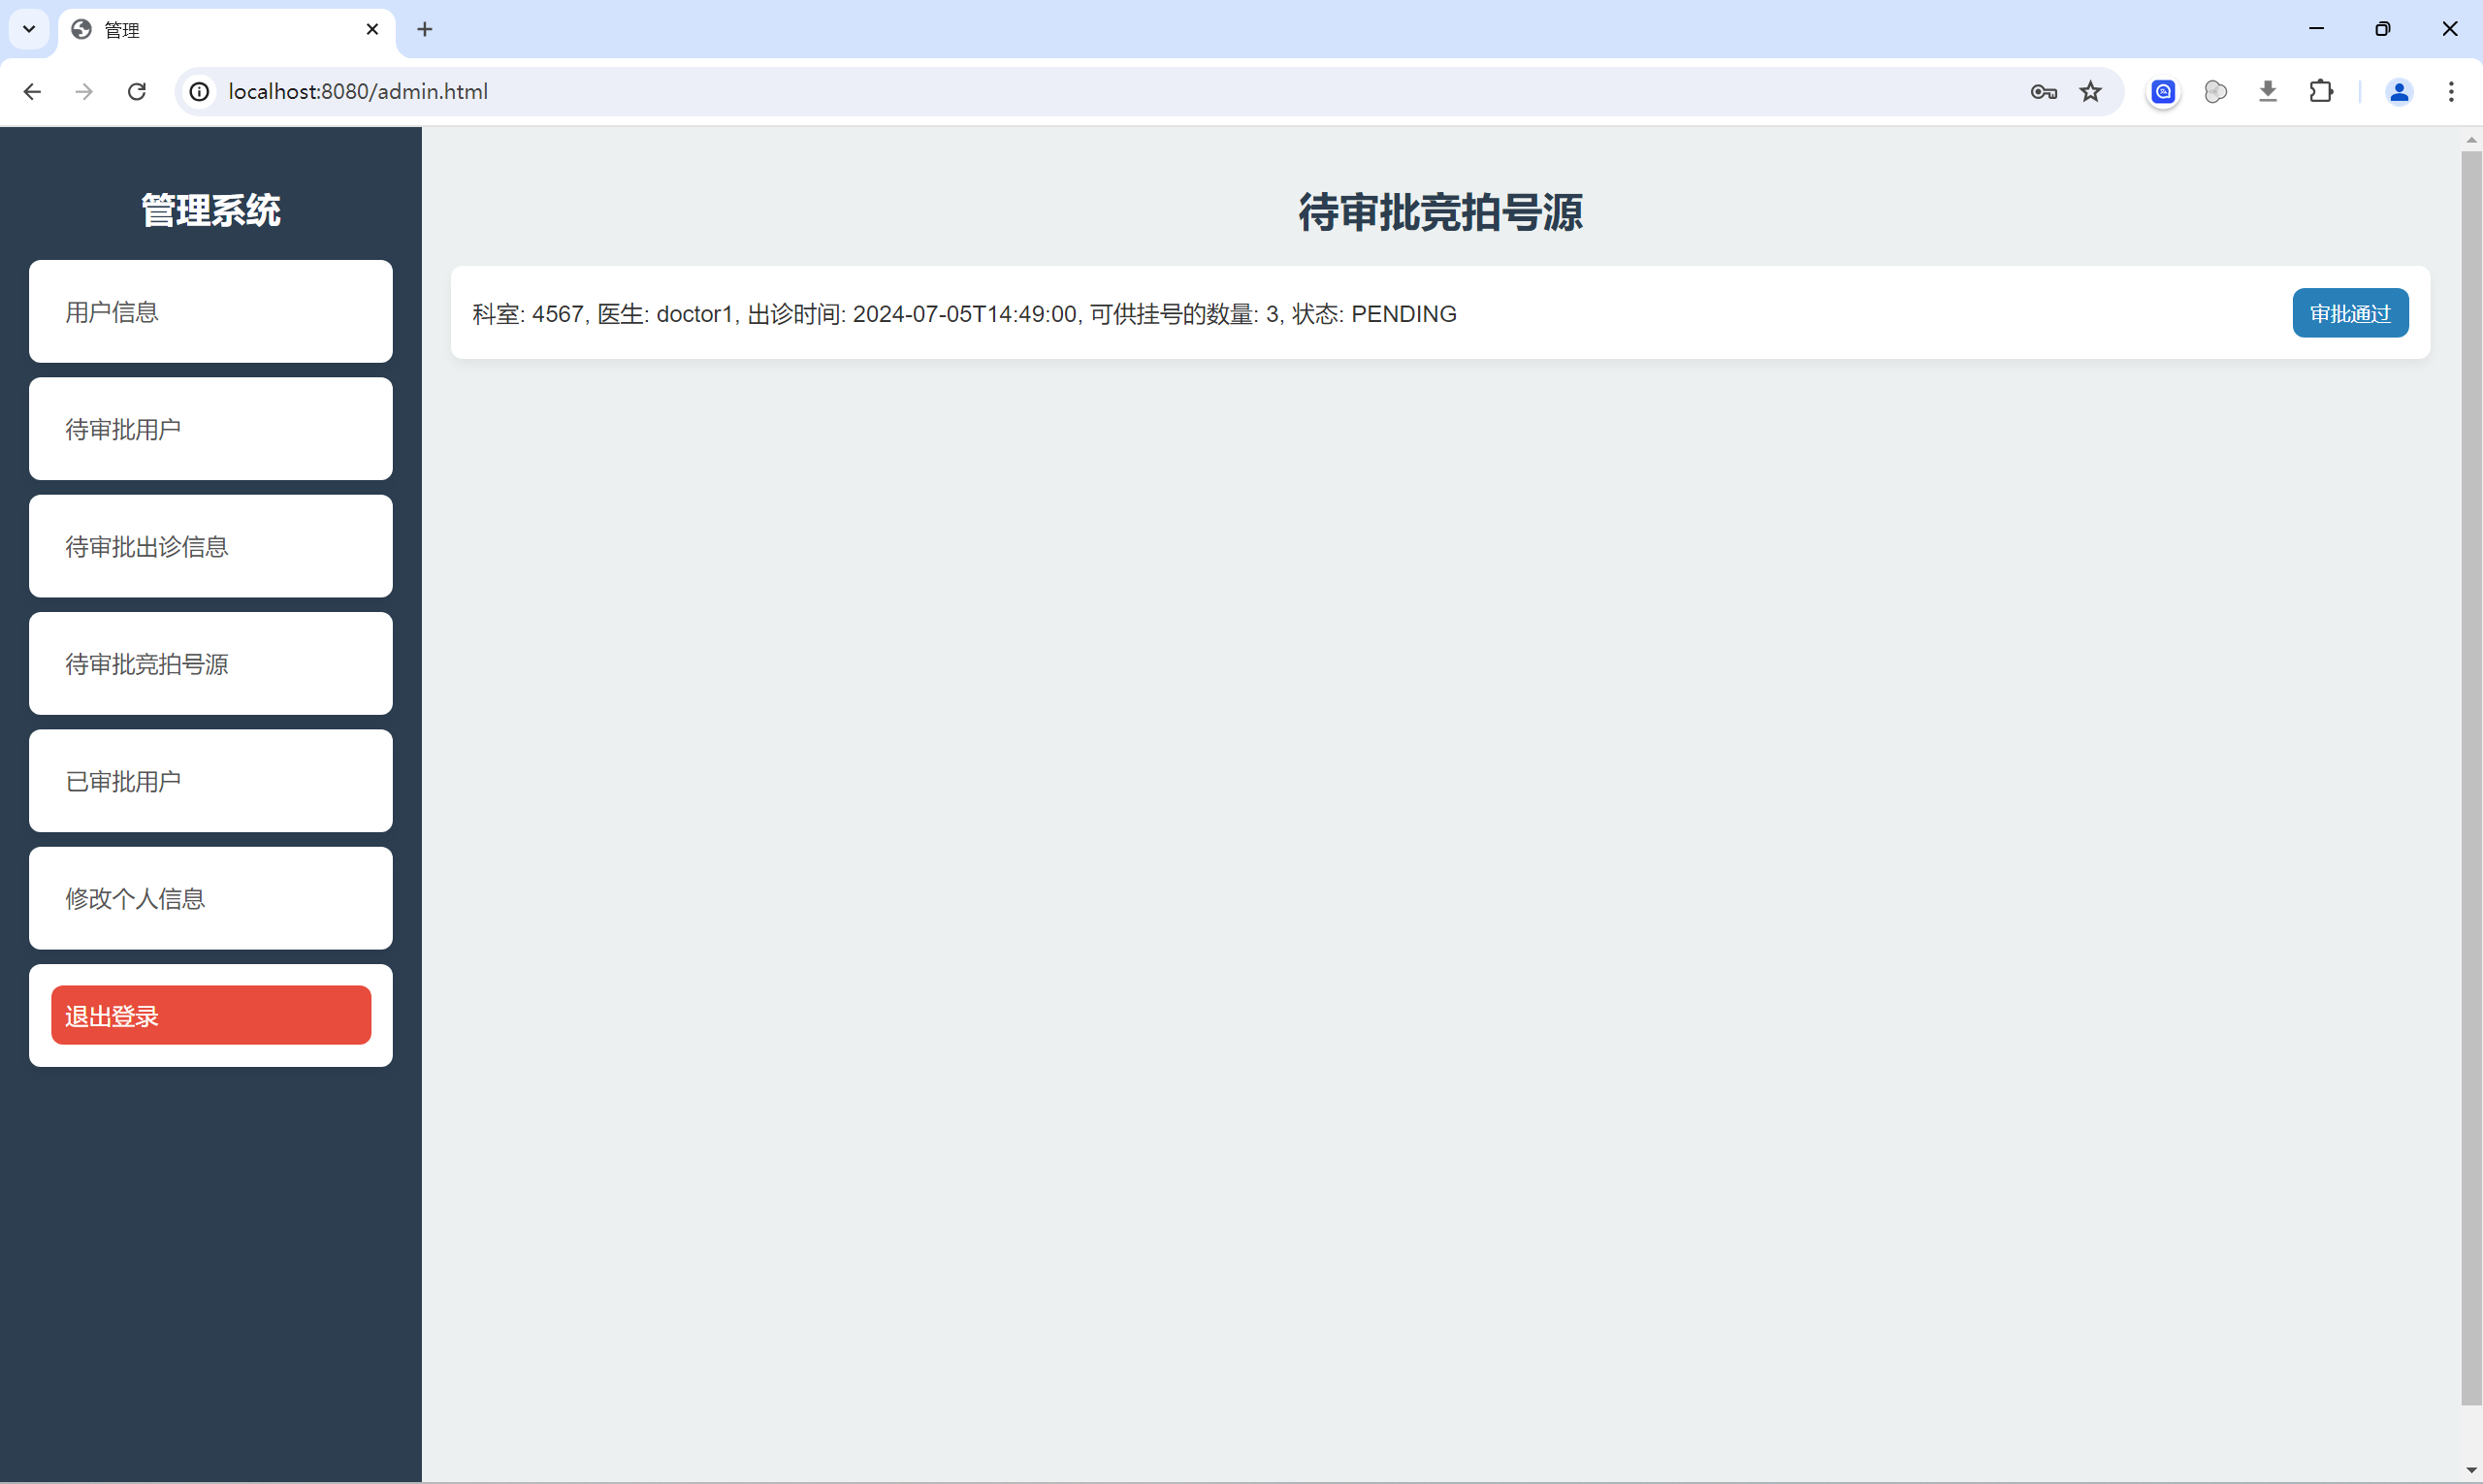 管理
localhost:8080/admin.html
管理系统
用户信息
待审批用户
待审批出诊信息
待审批竞拍号源
已审批用户
修改个人信息
退出登录
待审批竞拍号源
科室: 4567, 医生: doctor1, 出诊时间: 2024-07-05T14:49:00, 可供挂号的数量: 3, 状态: PENDING
审批通过